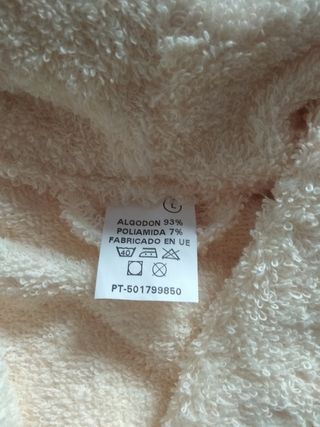 L
ALGODON 93%
POLIAMIDA 7%
FABRICADO EN UE
40
PT-501799850